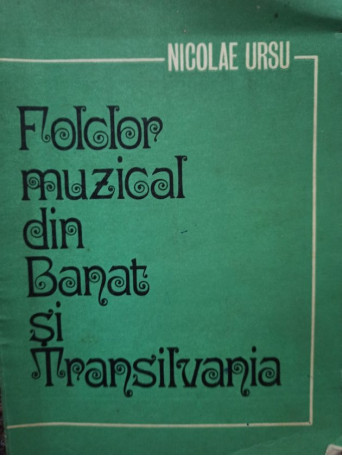 NICOLAE URSU
Folclor
muzical
din
Banat
și
Transilvania